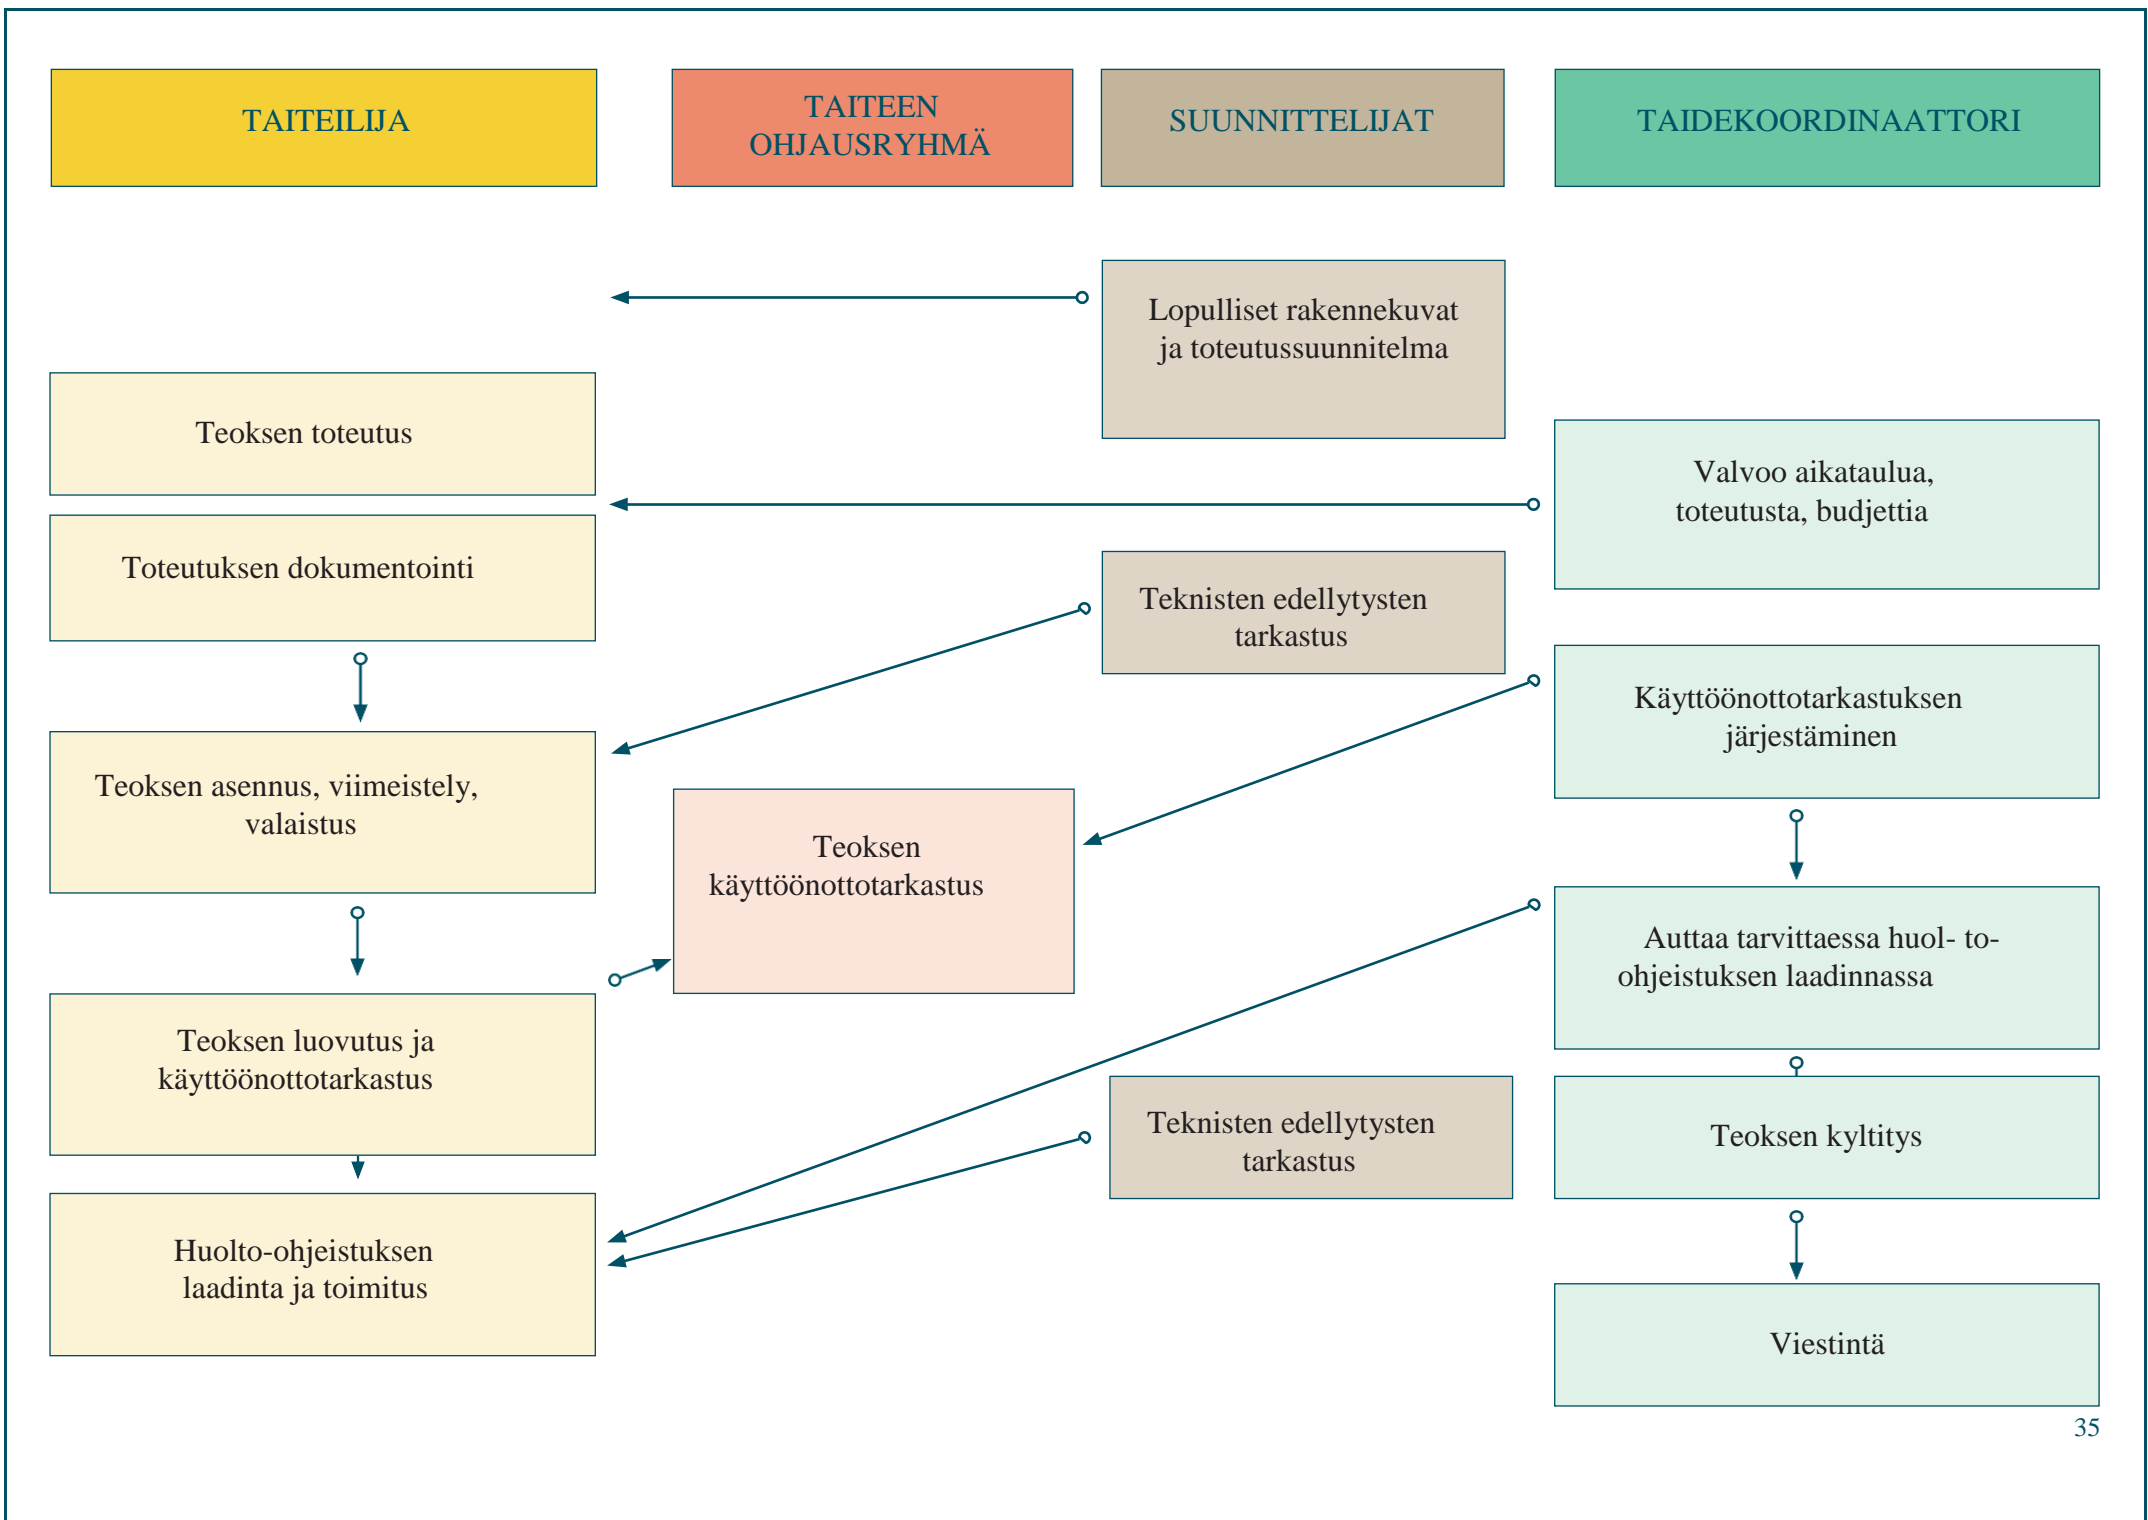 TAITEILIJA
TAITEEN
OHJAUSRYHMÄ
SUUNNITTELIJAT
TAIDEKOORDINAATTORI
Lopulliset rakennekuvat
ja toteutussuunnitelma
Teoksen toteutus
Valvoo aikataulua,
toteutusta, budjettia
Toteutuksen dokumentointi
Teknisten edellytysten
tarkastus
Käyttöönottotarkastuksen
järjestäminen
Teoksen asennus, viimeistely,
valaistus
Teoksen
käyttöönottotarkastus
Auttaa tarvittaessa huol- to-
ohjeistuksen laadinnassa
Teoksen luovutus ja
käyttöönottotarkastus
Teknisten edellytysten
tarkastus
Teoksen kyltitys
Huolto-ohjeistuksen
laadinta ja toimitus
Viestintä
35